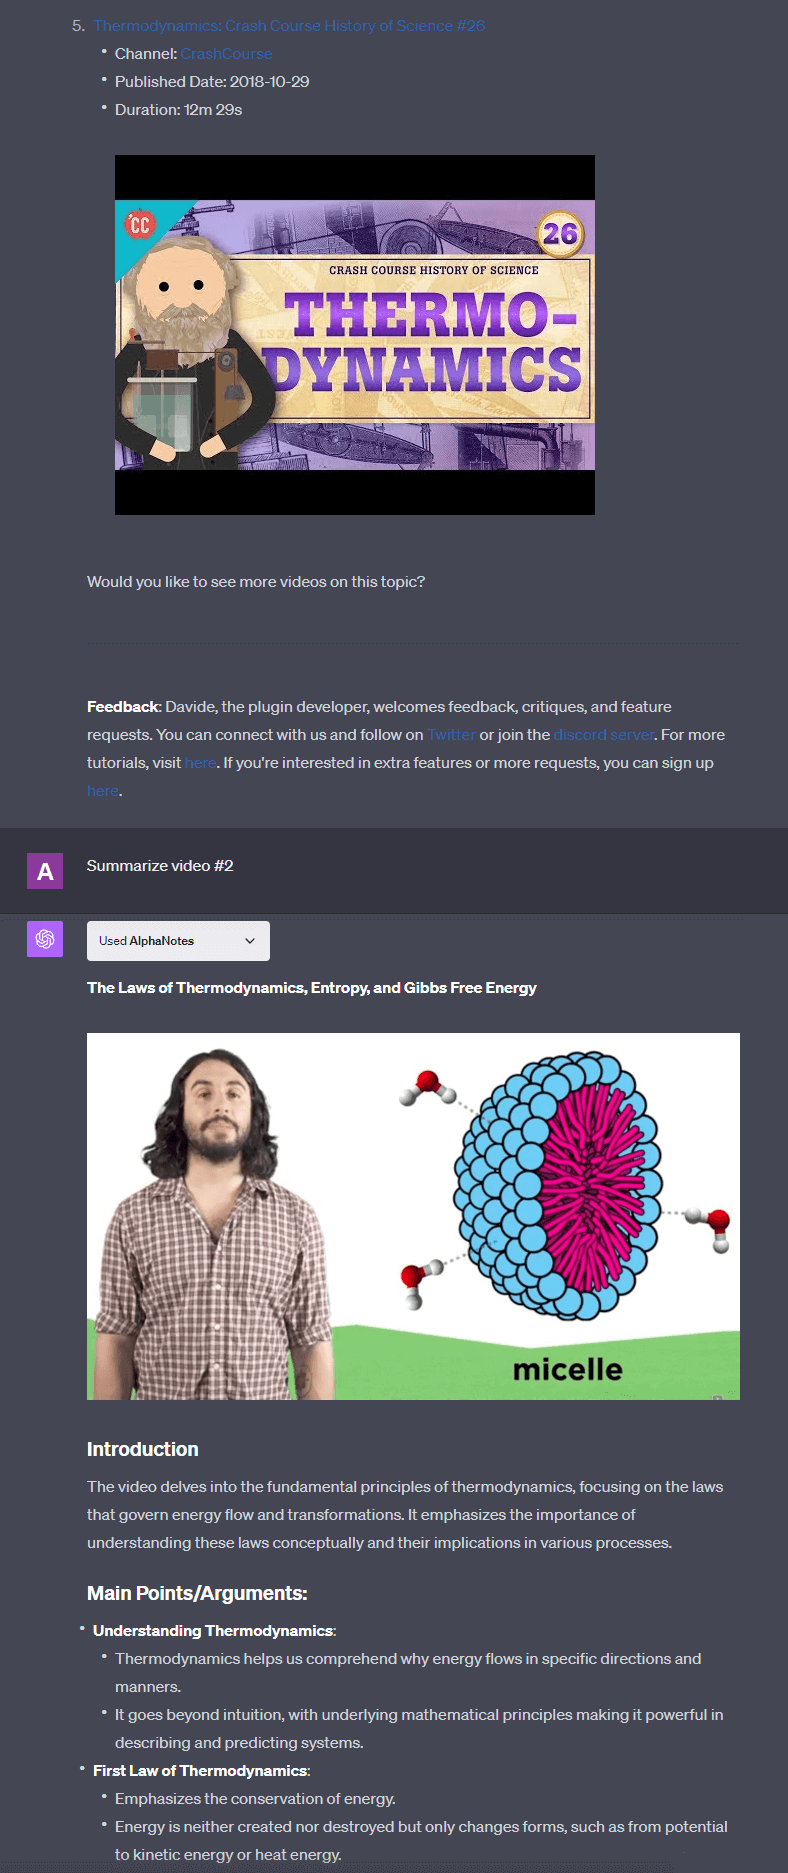 5. Thermodynamics: Crash Course History of Science #26
• Channel: CrashCourse
• Published Date: 2018-10-29
• Duration: 12m 29s
CC
26
CRASH COURSE HISTORY OF SCIENCE
THERMO-
DYNAMICS
Would you like to see more videos on this topic?
Feedback: Davide, the plugin developer, welcomes feedback, critiques, and feature
requests. You can connect with us and follow on Twitter or join the discord server. For more
tutorials, visit here. If you're interested in extra features or more requests, you can sign up
here.
A
Summarize video #2
Used AlphaNotes
The Laws of Thermodynamics, Entropy, and Gibbs Free Energy
micelle
Introduction
The video delves into the fundamental principles of thermodynamics, focusing on the laws
that govern energy flow and transformations. It emphasizes the importance of
understanding these laws conceptually and their implications in various processes.
Main Points/Arguments:
• Understanding Thermodynamics:
• Thermodynamics helps us comprehend why energy flows in specific directions and
manners.
• It goes beyond intuition, with underlying mathematical principles making it powerful in
describing and predicting systems.
• First Law of Thermodynamics:
• Emphasizes the conservation of energy.
• Energy is neither created nor destroyed but only changes forms, such as from potential
to kinetic energy or heat energy.